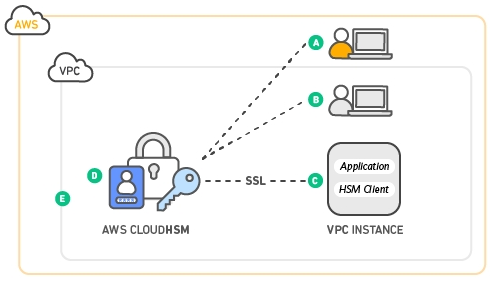 AWS
VPC
A
B
Application
HSM Client
SSL
C
D
E
AWS CLOUDHSM
VPC INSTANCE